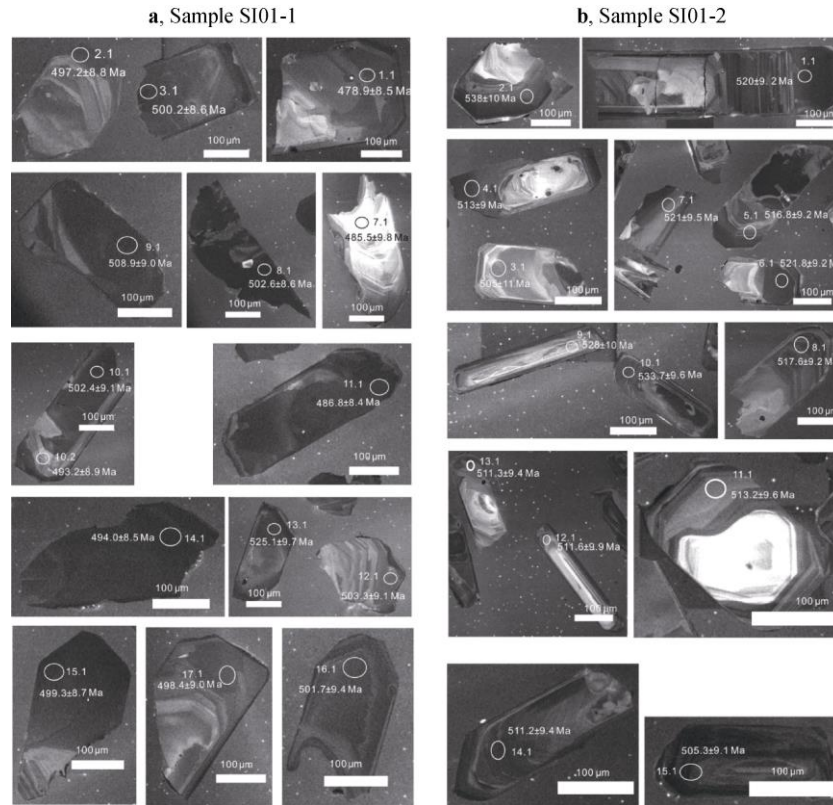 a, Sample SI01-1
2.1
497.2±8.8 Ma
3.1
500.2±8.6 Ma
100 μm
1.1
478.9±8.5 Ma
100 μm
9.1
508.9±9.0 Ma
100 μm
8.1
502.6±8.6 Ma
100 μm
7.1
485.5±9.8 Ma
100 μm
10.1
502.4±9.1 Ma
100 μm
10.2
493.2±8.9 Ma
11.1
486.8±8.4 Ma
100 μm
494.0±8.5 Ma
14.1
100 μm
13.1
525.1±9.7 Ma
100 μm
12.1
503.3±9.1 Ma
15.1
499.3±8.7 Ma
100 μm
17.1
498.4±9.0 Ma
100 μm
16.1
501.7±9.4 Ma
100 μm
b, Sample SI01-2
2.1
538±10 Ma
100 μm
1.1
520±9.2 Ma
100 μm
4.1
513±9 Ma
3.1
505±11 Ma
100 μm
7.1
521±9.5 Ma
5.1
516.8±9.2 Ma
6.1
521.8±9.2 Ma
100 μm
9.1
528±10 Ma
10.1
533.7±9.6 Ma
100 μm
8.1
517.6±9.2 Ma
100 μm
13.1
511.3±9.4 Ma
12.1
511.6±9.9 Ma
100 μm
11.1
513.2±9.6 Ma
100 μm
511.2±9.4 Ma
14.1
100 μm
505.3±9.1 Ma
15.1
100 μm